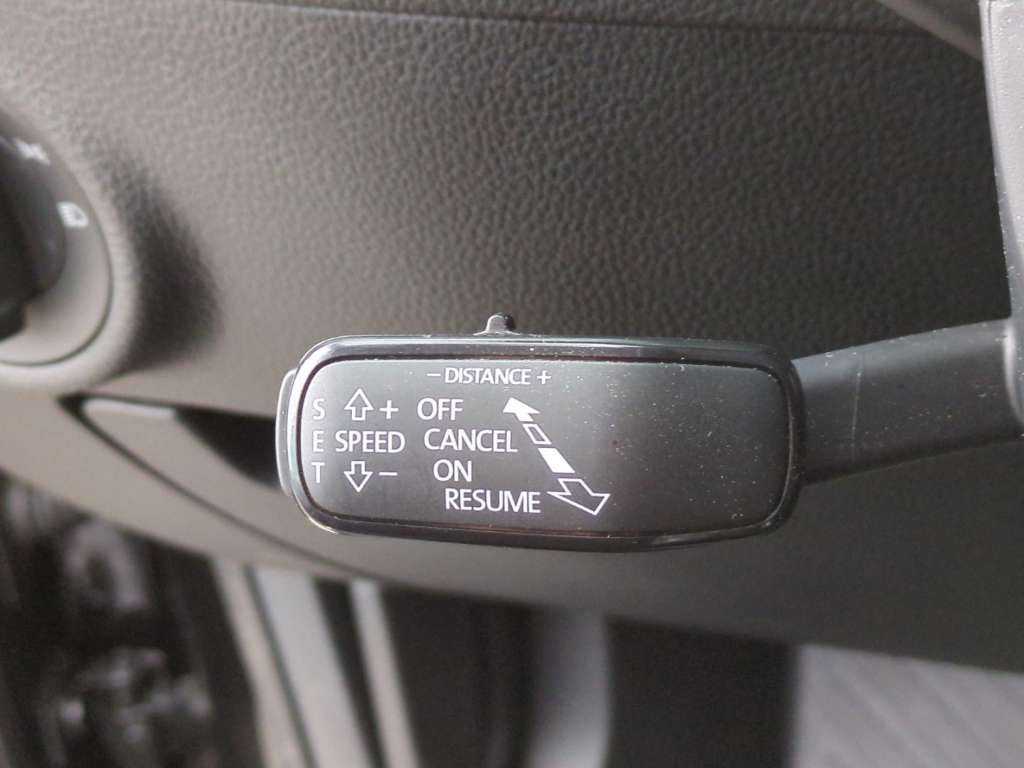 − DISTANCE +
S + OFF
E SPEED CANCEL
T − ON
RESUME